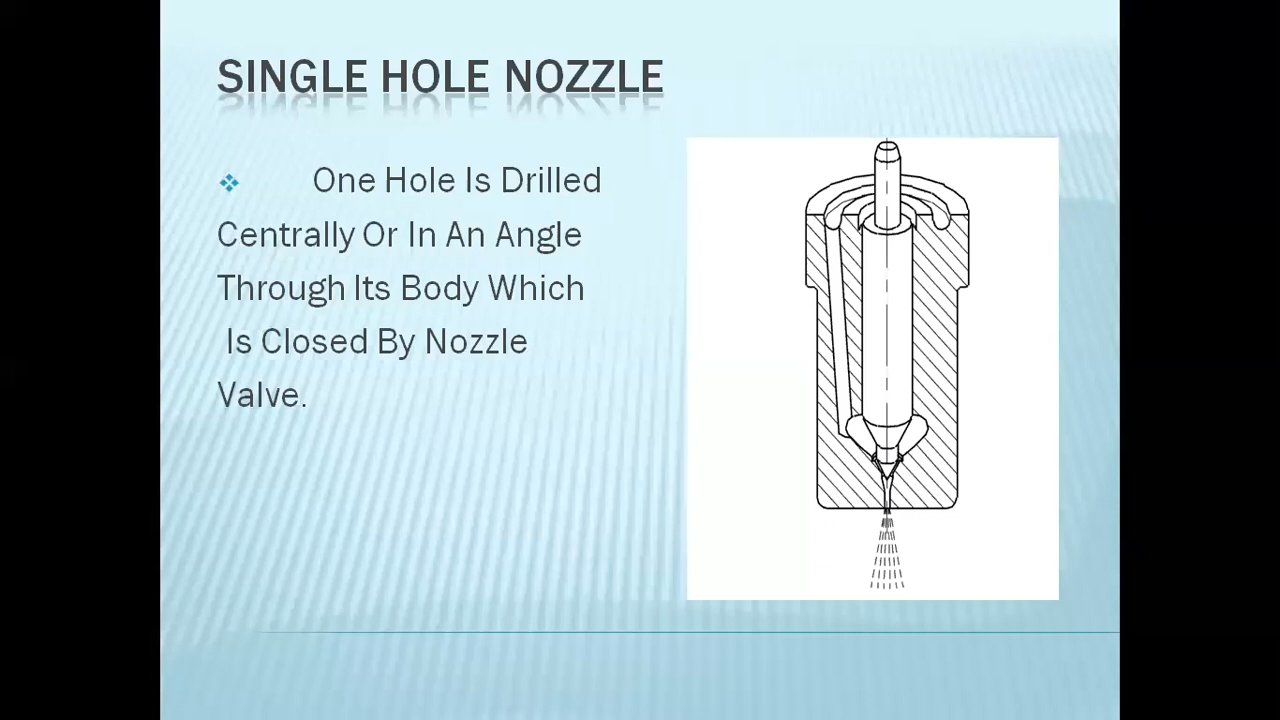 SINGLE HOLE NOZZLE
One Hole Is Drilled
Centrally Or In An Angle
Through Its Body Which
Is Closed By Nozzle
Valve.